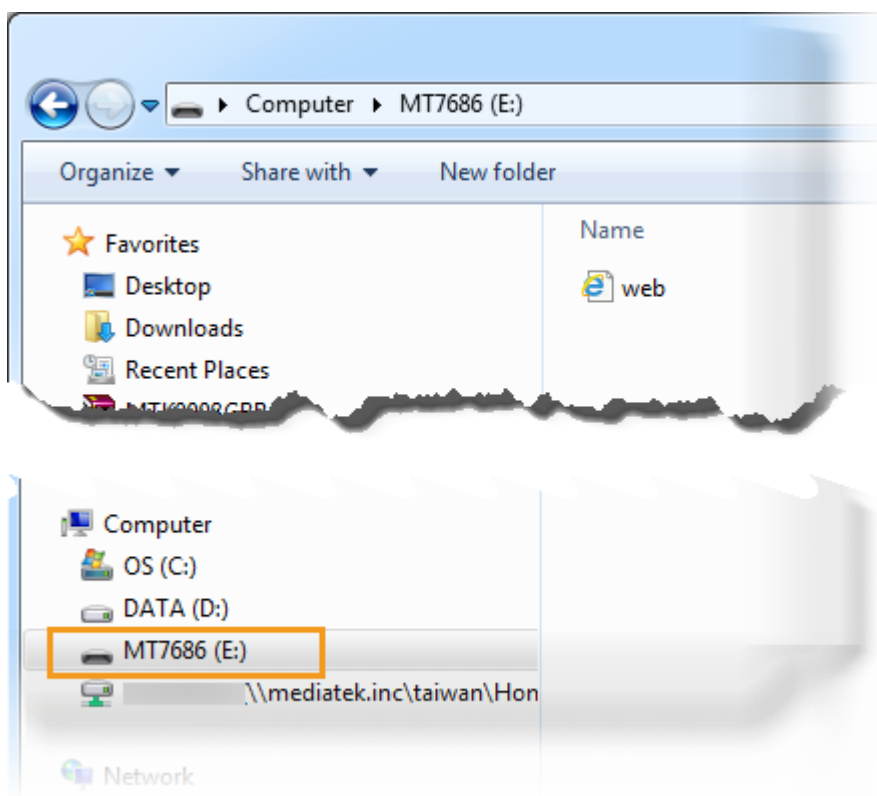 Computer MT7686 (E:)
Organize Share with New folder
Favorites
Desktop
Downloads
Recent Places
Name
web
Computer
OS (C:)
DATA (D:)
MT7686 (E:)
\\mediatek.inc\taiwan\Hon
Network